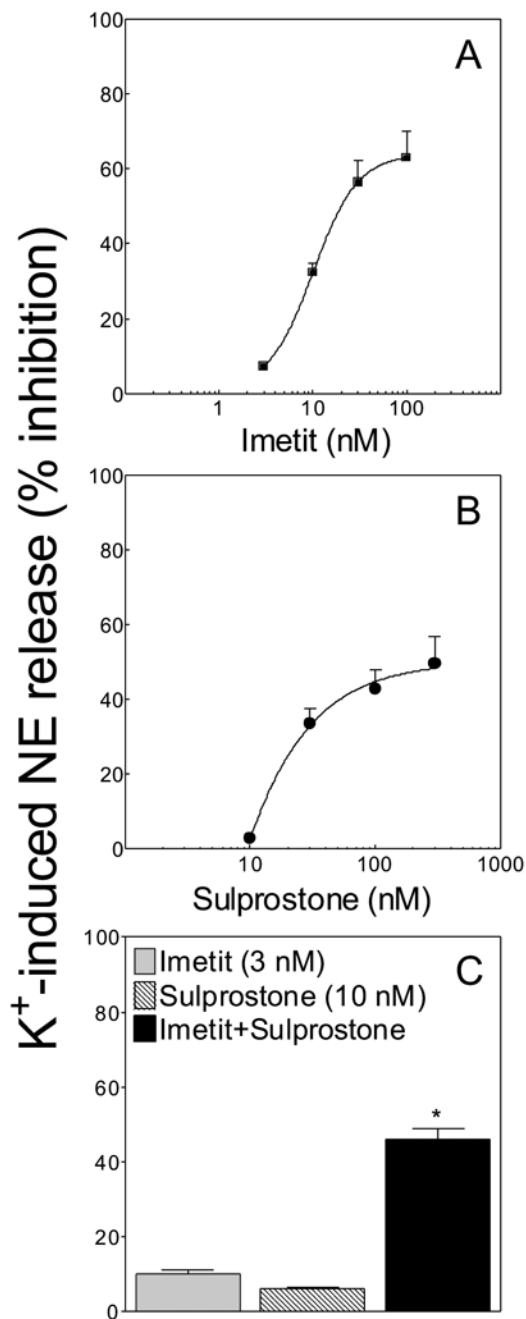 K+-induced NE release (% inhibition)
A
100
80
60
40
20
0
1 10 100
Imetit (nM)
B
100
80
60
40
20
0
10 100 1000
Sulprostone (nM)
C
100
80
60
40
20
0
Imetit (3 nM)
Sulprostone (10 nM)
Imetit+Sulprostone
*